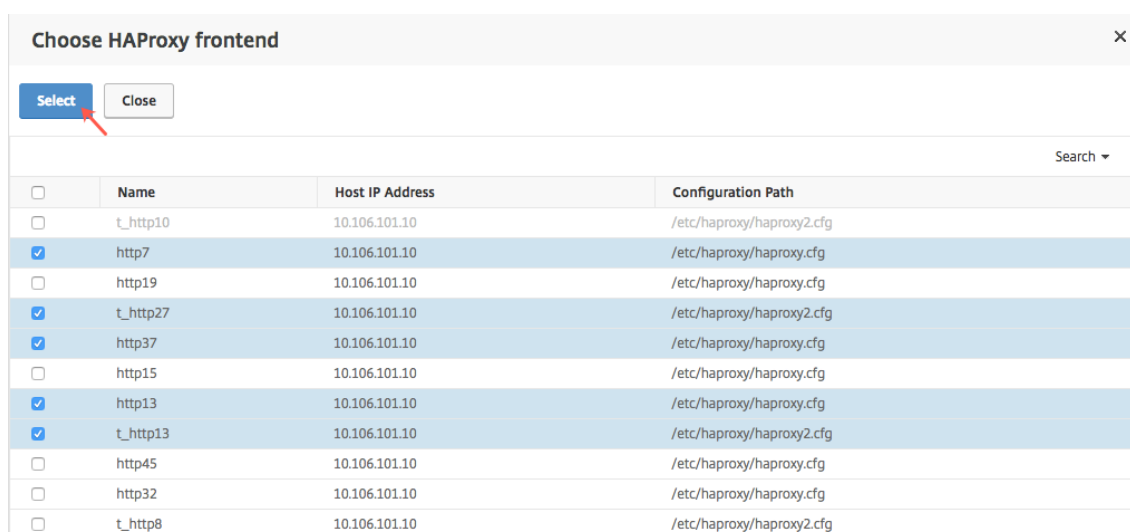 Choose HAProxy frontend
Select Close
Search
Name Host IP Address Configuration Path
t_http10 10.106.101.10 /etc/haproxy/haproxy2.cfg
http7 10.106.101.10 /etc/haproxy/haproxy.cfg
http19 10.106.101.10 /etc/haproxy/haproxy.cfg
t_http27 10.106.101.10 /etc/haproxy/haproxy2.cfg
http37 10.106.101.10 /etc/haproxy/haproxy.cfg
http15 10.106.101.10 /etc/haproxy/haproxy.cfg
http13 10.106.101.10 /etc/haproxy/haproxy.cfg
t_http13 10.106.101.10 /etc/haproxy/haproxy2.cfg
http45 10.106.101.10 /etc/haproxy/haproxy.cfg
http32 10.106.101.10 /etc/haproxy/haproxy.cfg
t_http8 10.106.101.10 /etc/haproxy/haproxy2.cfg